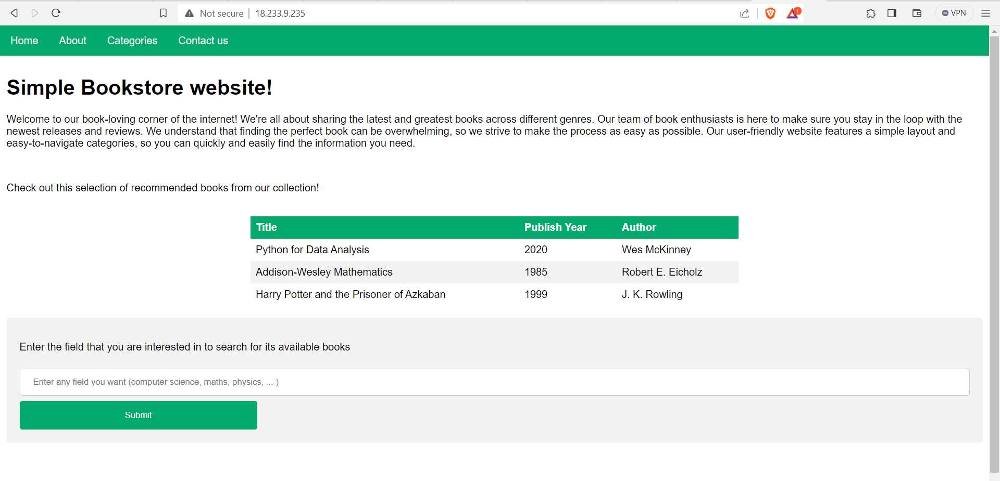 Not secure | 18.233.9.235 1 VPN
Home About Categories Contact us
Simple Bookstore website!
Welcome to our book-loving corner of the internet! We're all about sharing the latest and greatest books across different genres. Our team of book enthusiasts is here to make sure you stay in the loop with the
newest releases and reviews. We understand that finding the perfect book can be overwhelming, so we strive to make the process as easy as possible. Our user-friendly website features a simple layout and
easy-to-navigate categories, so you can quickly and easily find the information you need.
Check out this selection of recommended books from our collection!
Title Publish Year Author
Python for Data Analysis 2020 Wes McKinney
Addison-Wesley Mathematics 1985 Robert E. Eicholz
Harry Potter and the Prisoner of Azkaban 1999 J. K. Rowling
Enter the field that you are interested in to search for its available books
Enter any field you want (computer science, maths, physics, ... )
Submit